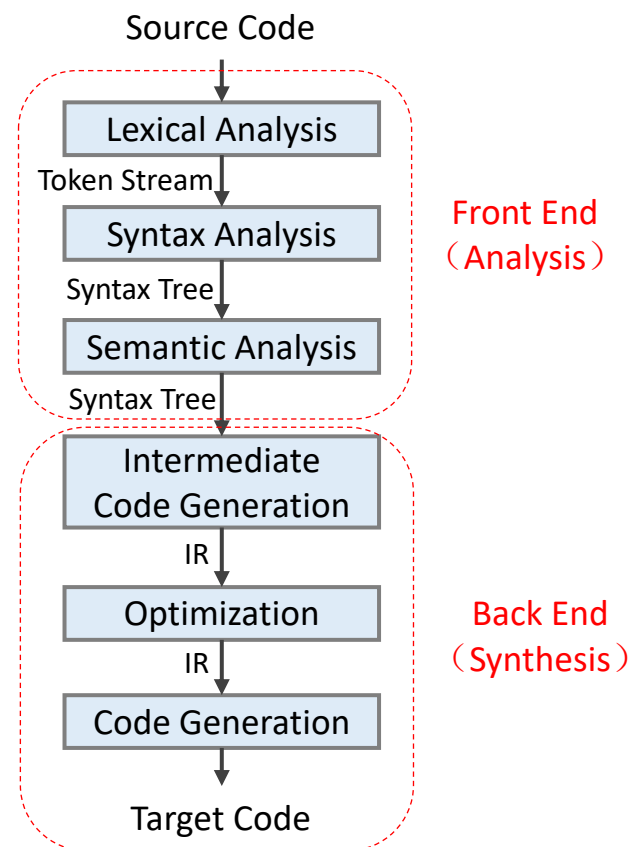 Source Code
Lexical Analysis
Token Stream
Syntax Analysis
Syntax Tree
Semantic Analysis
Syntax Tree
Intermediate
Code Generation
IR
Optimization
IR
Code Generation
Target Code
Front End
（Analysis）
Back End
（Synthesis）